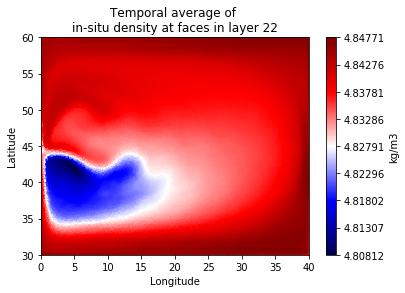 Temporal average of
in-situ density at faces in layer 22
60
55
50
45
40
35
30
Latitude
0 5 10 15 20 25 30 35 40
Longitude
4.84771
4.84276
4.83781
4.83286
4.82791
4.82296
4.81802
4.81307
4.80812
kg/m3